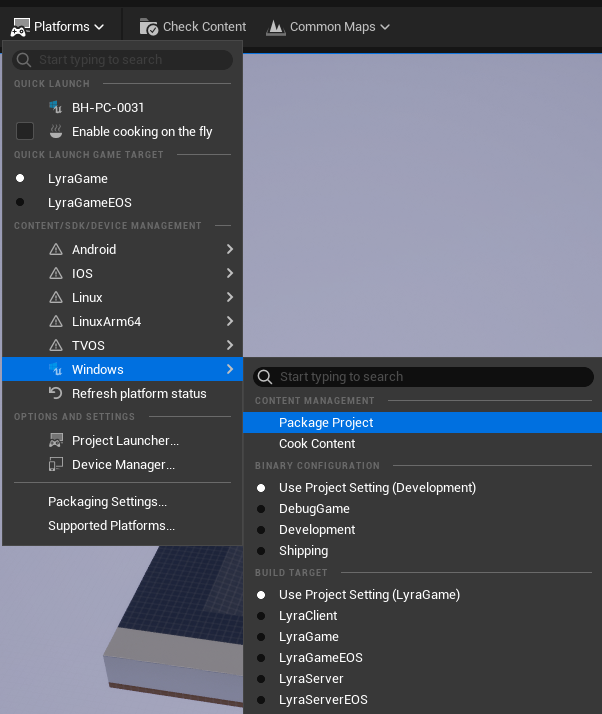 Platforms
Check Content
Common Maps
Start typing to search
QUICK LAUNCH
BH-PC-0031
Enable cooking on the fly
QUICK LAUNCH GAME TARGET
LyraGame
LyraGameEOS
CONTENT/SDK/DEVICE MANAGEMENT
Android
IOS
Linux
LinuxArm64
TVOS
Windows
Refresh platform status
OPTIONS AND SETTINGS
Project Launcher...
Device Manager...
Packaging Settings...
Supported Platforms...
Start typing to search
CONTENT MANAGEMENT
Package Project
Cook Content
BINARY CONFIGURATION
Use Project Setting (Development)
DebugGame
Development
Shipping
BUILD TARGET
Use Project Setting (LyraGame)
LyraClient
LyraGame
LyraGameEOS
LyraServer
LyraServerEOS